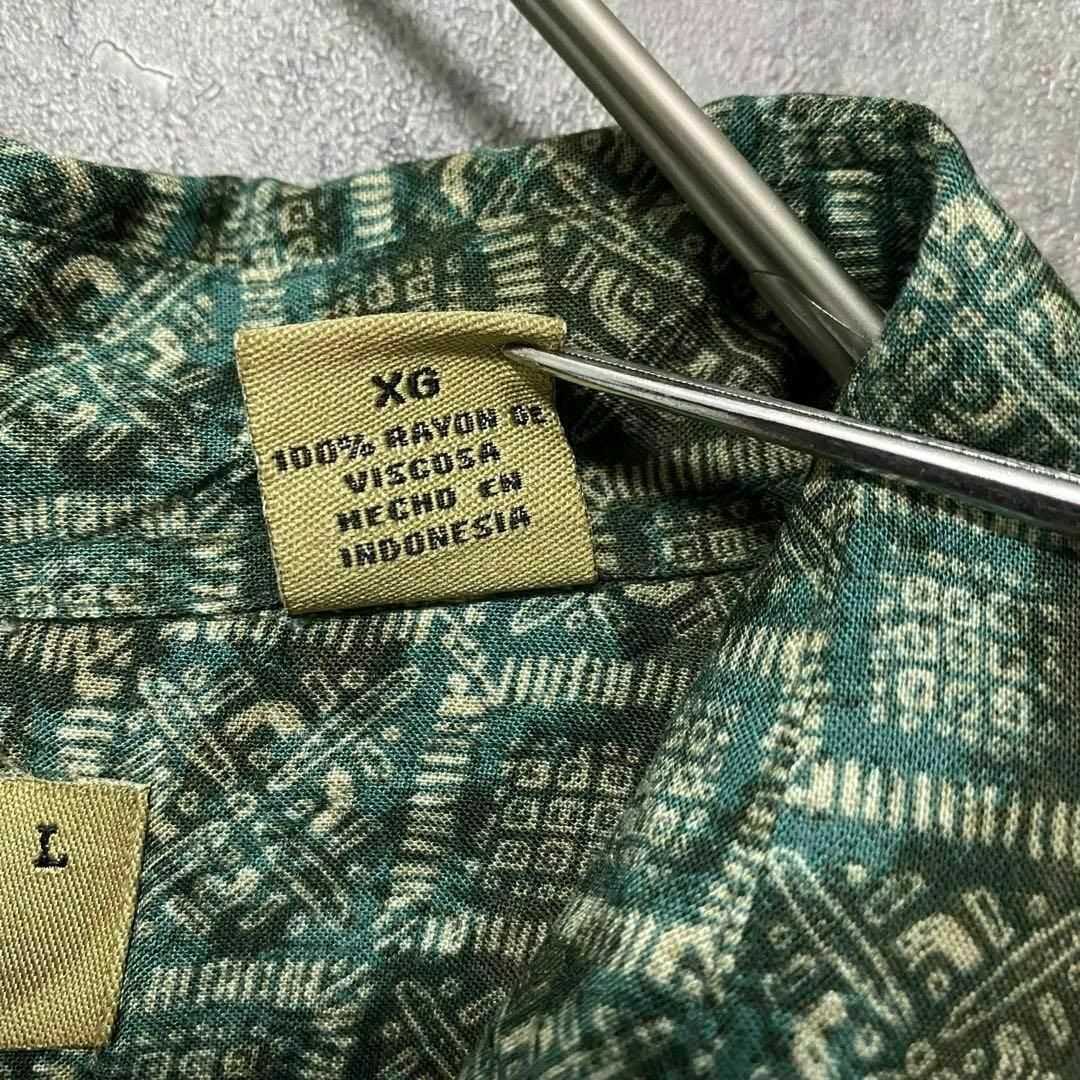 XG
100% RAYON DE
VISCOSA
HECHO EN
INDONESIA
L